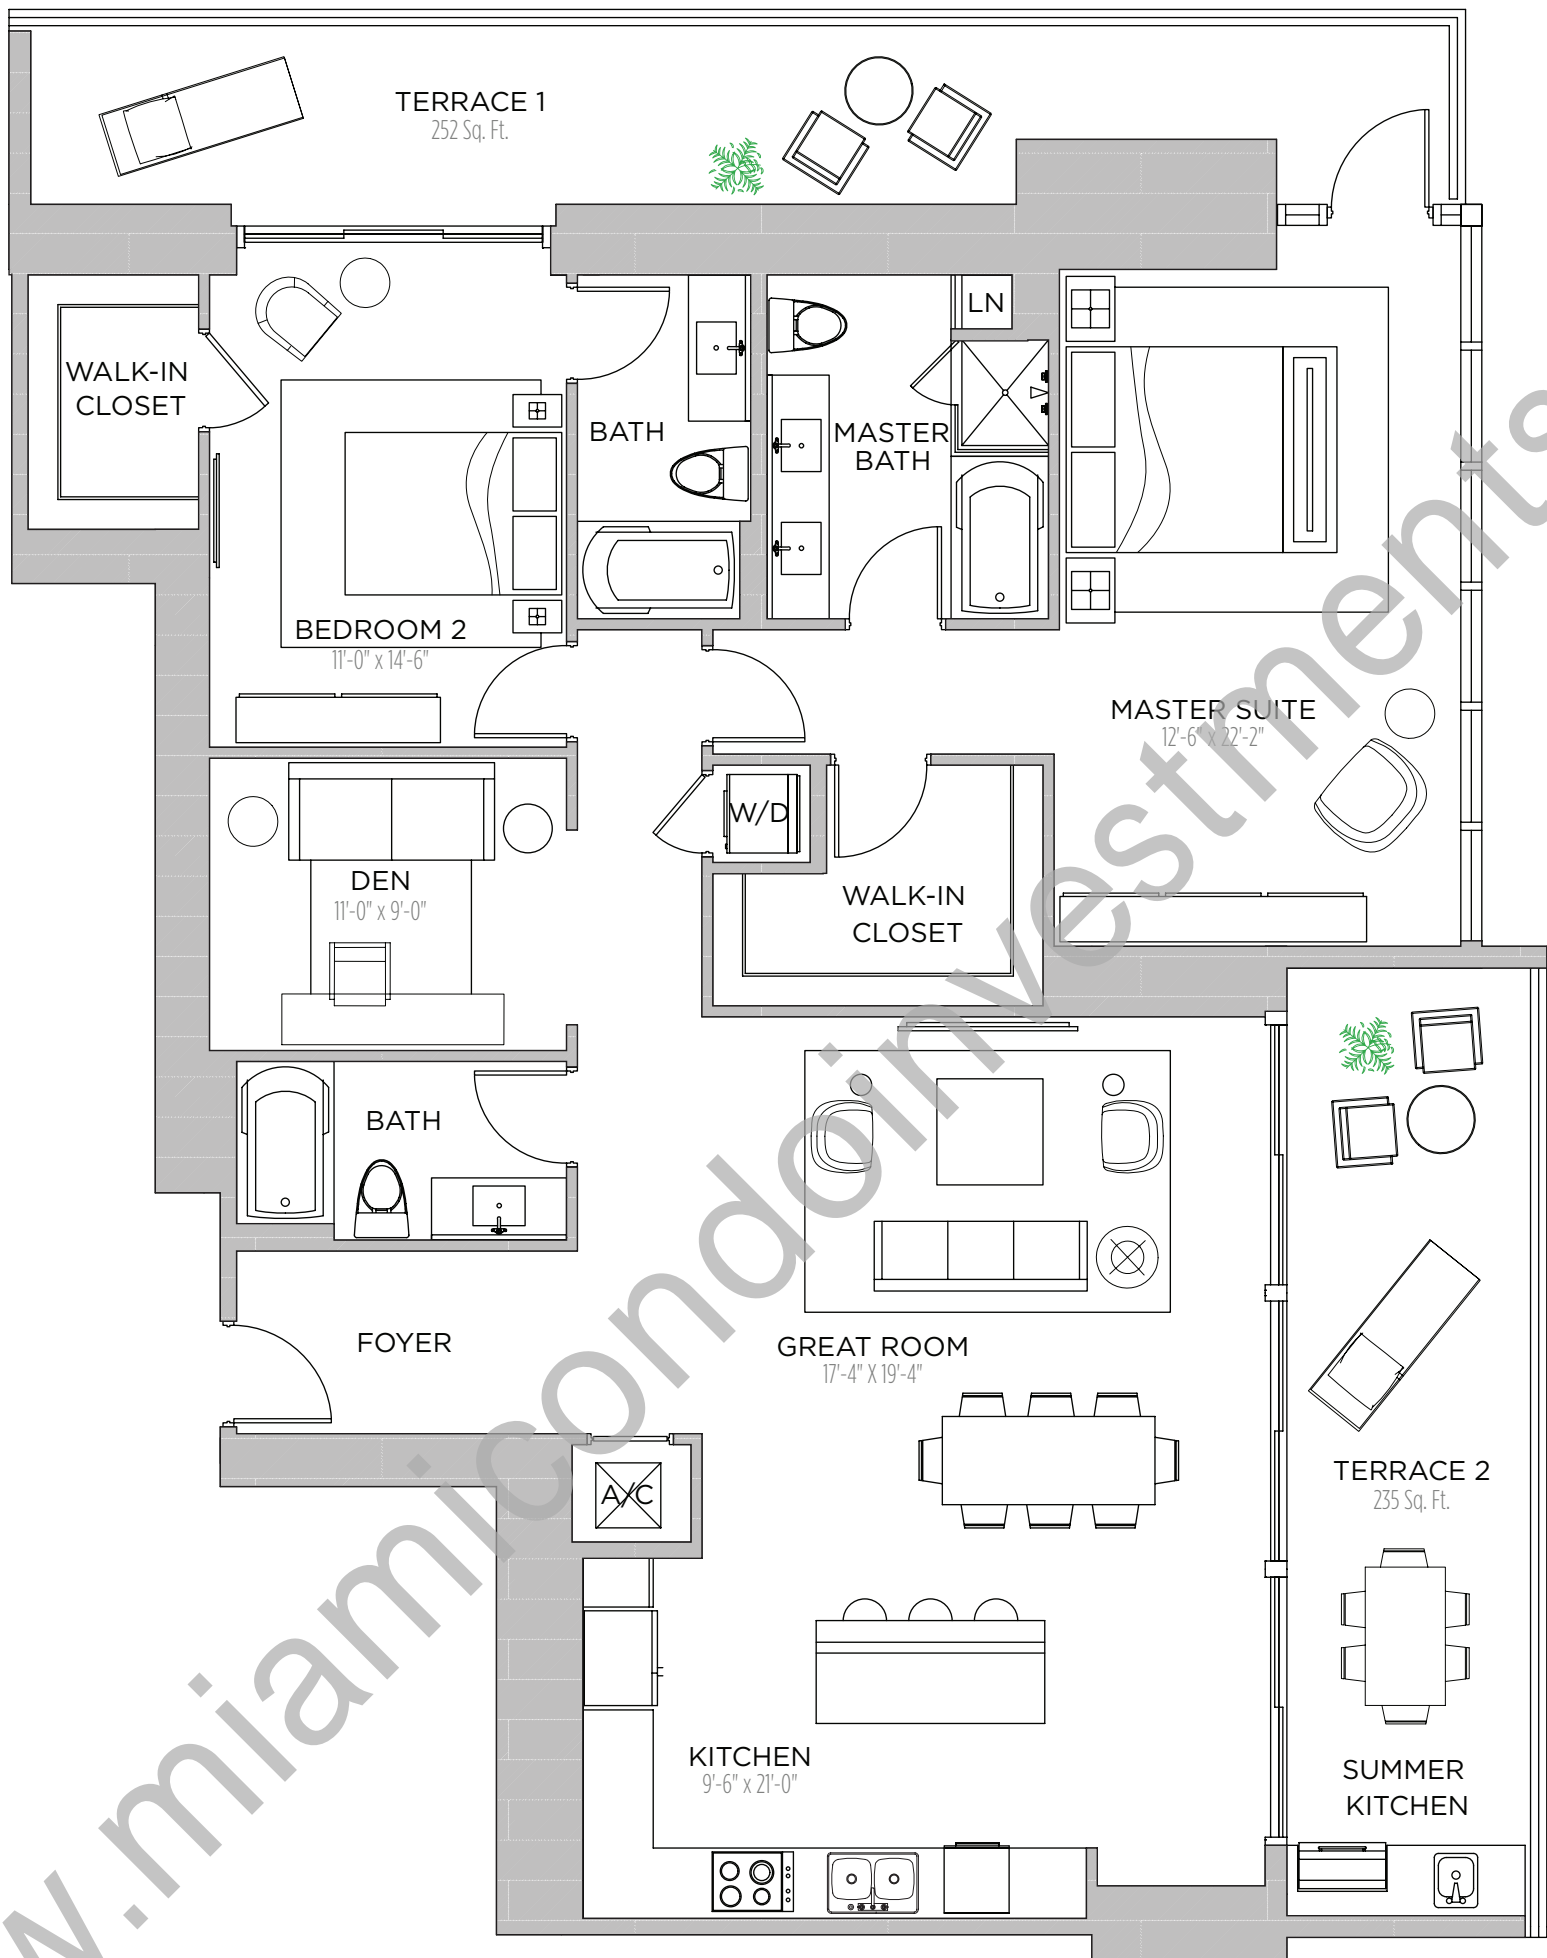 TERRACE 1
252 Sq. Ft.
LN
WALK-IN
CLOSET
BATH
MASTER
BATH
BEDROOM 2
11'-0" x 14'-6"
MASTER SUITE
12'-6" x 22'-2"
W/D
DEN
11'-0" x 9'-0"
WALK-IN
CLOSET
BATH
FOYER
GREAT ROOM
17'-4" X 19'-4"
A/C
TERRACE 2
235 Sq. Ft.
KITCHEN
9'-6" x 21'-0"
SUMMER
KITCHEN
w.miamicondoinvestments